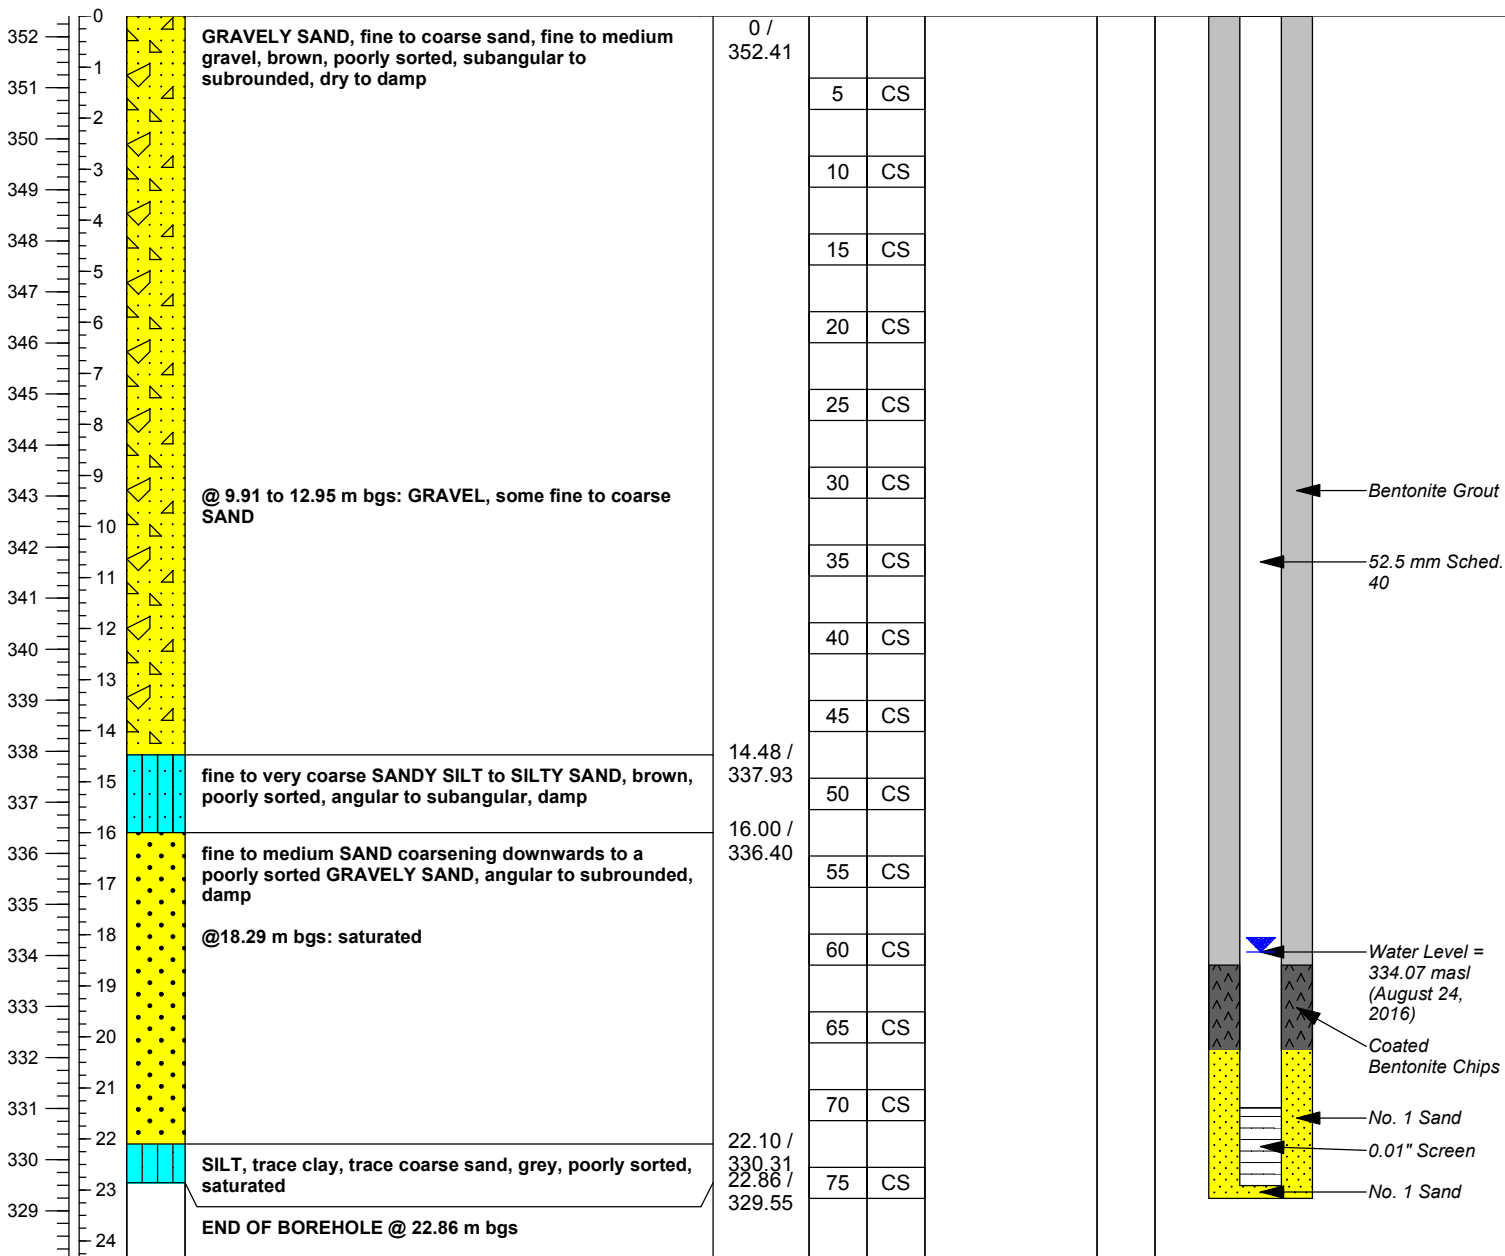 0
352
GRAVELY SAND, fine to coarse sand, fine to medium
gravel, brown, poorly sorted, subangular to
subrounded, dry to damp
0 /
352.41
1
351
5 CS
2
350
3
10 CS
349
4
348
15 CS
5
347
6
20 CS
346
7
345
25 CS
8
344
9
30 CS
343
@ 9.91 to 12.95 m bgs: GRAVEL, some fine to coarse
SAND
Bentonite Grout
10
342
35 CS
52.5 mm Sched.
40
11
341
12
40 CS
340
13
339
45 CS
14
338
14.48 /
337.93
fine to very coarse SANDY SILT to SILTY SAND, brown,
poorly sorted, angular to subangular, damp
15
337
50 CS
16
16.00 /
336.40
336
fine to medium SAND coarsening downwards to a
poorly sorted GRAVELY SAND, angular to subrounded,
damp
55 CS
17
335
18
@18.29 m bgs: saturated
60 CS
334
Water Level =
334.07 masl
(August 24,
2016)
19
333
65 CS
20
Coated
Bentonite Chips
332
21
331
70 CS
No. 1 Sand
22
22.10 /
330.31
330
0.01" Screen
SILT, trace clay, trace coarse sand, grey, poorly sorted,
saturated
22.86 /
329.55
75 CS
23
No. 1 Sand
329
END OF BOREHOLE @ 22.86 m bgs
24